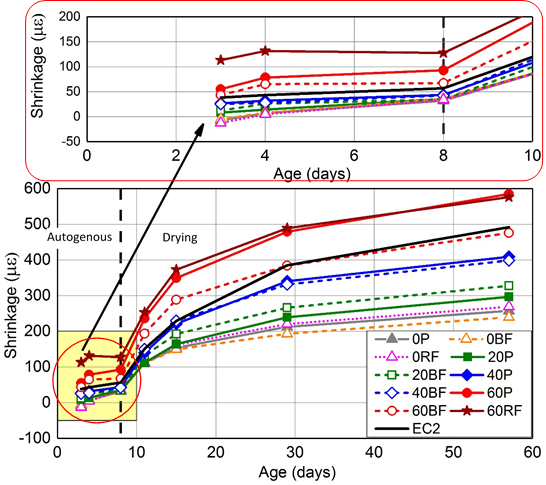 Shrinkage (με)
200
150
100
50
0
-50
0 2 4 6 8 10
Age (days)
Shrinkage (με)
600
500
400
300
200
100
0
-100
Autogenous
Drying
0P 0BF
0RF 20P
20BF 40P
40BF 60P
60BF 60RF
EC2
0 10 20 30 40 50 60
Age (days)